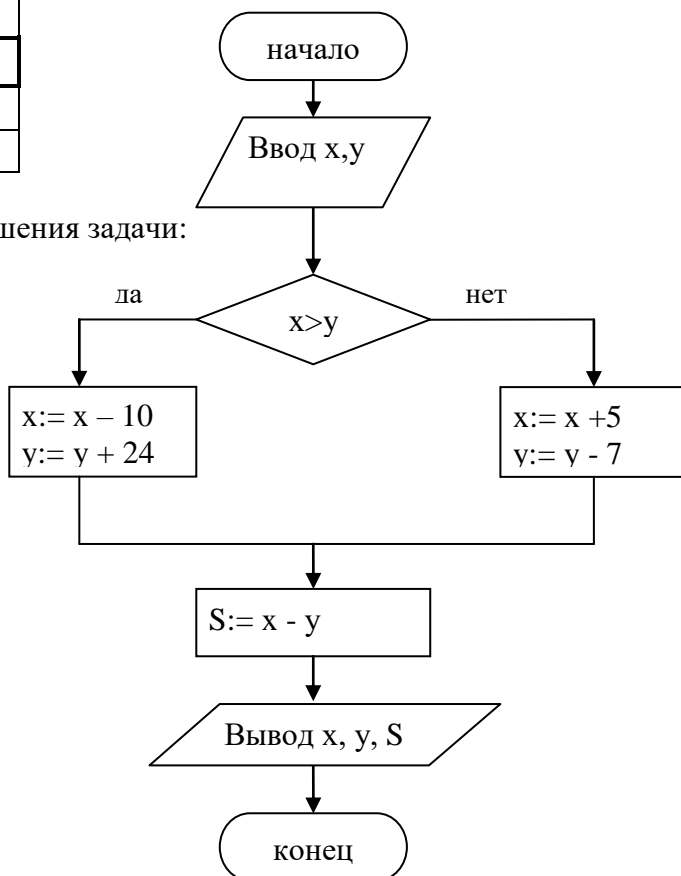 начало
Ввод x,y
шения задачи:
да
нет
x>y
x:= x – 10
y:= y + 24
x:= x +5
y:= y - 7
S:= x - y
Вывод x, y, S
конец